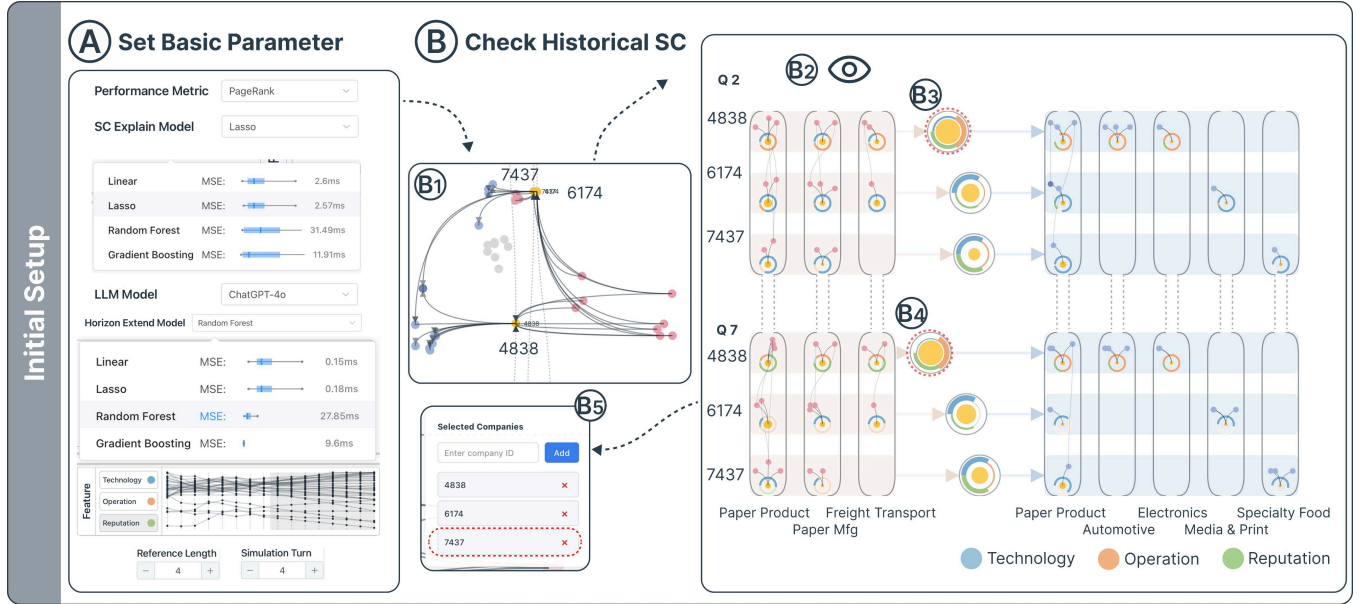 Initial Setup
A Set Basic Parameter
Performance Metric PageRank
SC Explain Model Lasso
Linear MSE: 2.6ms
Lasso MSE: 2.57ms
Random Forest MSE: 31.49ms
Gradient Boosting MSE: 11.91ms
LLM Model ChatGPT-4o
Horizon Extend Model Random Forest
Linear MSE: 0.15ms
Lasso MSE: 0.18ms
Random Forest MSE: 27.85ms
Gradient Boosting MSE: 9.6ms
Feature
Technology
Operation
Reputation
Reference Length Simulation Turn
− 4 + − 4 +
B Check Historical SC
B1
7437
6174
4838
4838
B5
Selected Companies
Enter company ID Add
4838 ×
6174 ×
7437 ×
B2
Q 2
B3
4838
6174
7437
Q 7
B4
4838
6174
7437
Paper Product Freight Transport Paper Product Electronics Specialty Food
Paper Mfg Automotive Media & Print
Technology Operation Reputation